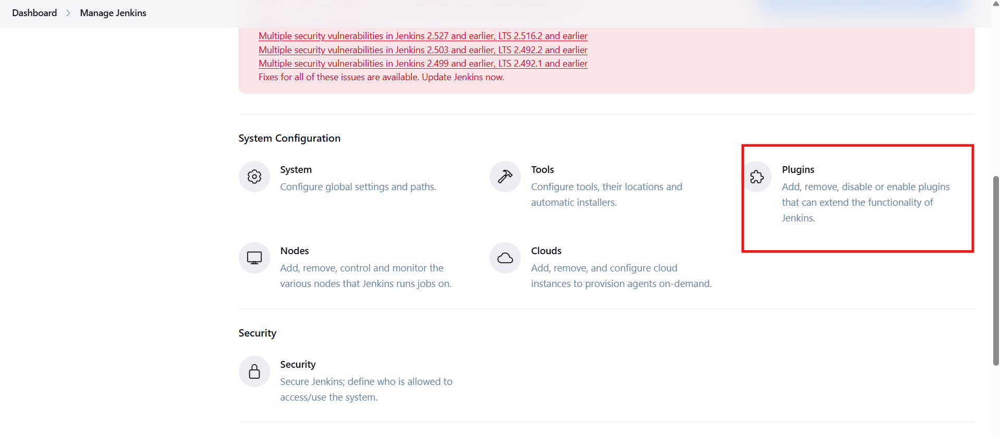 Dashboard > Manage Jenkins
Multiple security vulnerabilities in Jenkins 2.527 and earlier, LTS 2.516.2 and earlier
Multiple security vulnerabilities in Jenkins 2.503 and earlier, LTS 2.492.2 and earlier
Multiple security vulnerabilities in Jenkins 2.499 and earlier, LTS 2.492.1 and earlier
Fixes for all of these issues are available. Update Jenkins now.
System Configuration
System
Configure global settings and paths.
Tools
Configure tools, their locations and
automatic installers.
Plugins
Add, remove, disable or enable plugins
that can extend the functionality of
Jenkins.
Nodes
Add, remove, control and monitor the
various nodes that Jenkins runs jobs on.
Clouds
Add, remove, and configure cloud
instances to provision agents on-demand.
Security
Security
Secure Jenkins; define who is allowed to
access/use the system.